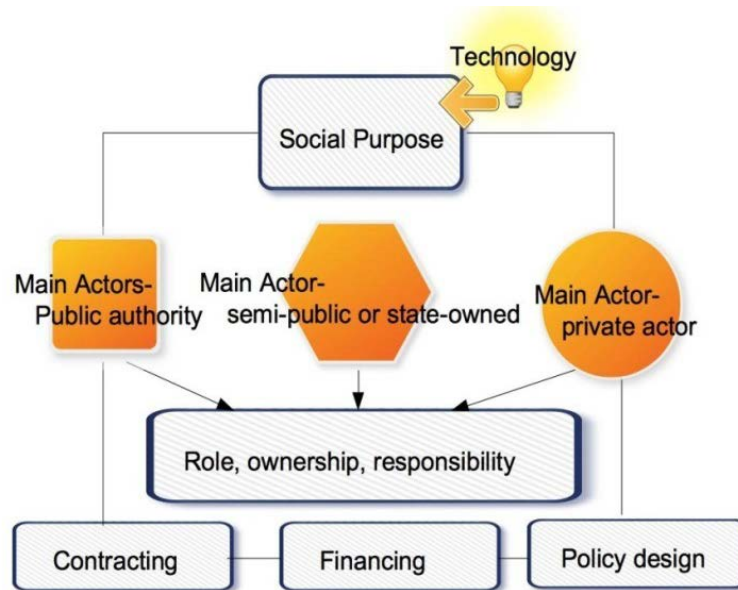 Technology
Social Purpose
Main Actors-
Public authority
Main Actor-
semi-public or state-owned
Main Actor-
private actor
Role, ownership, responsibility
Contracting
Financing
Policy design